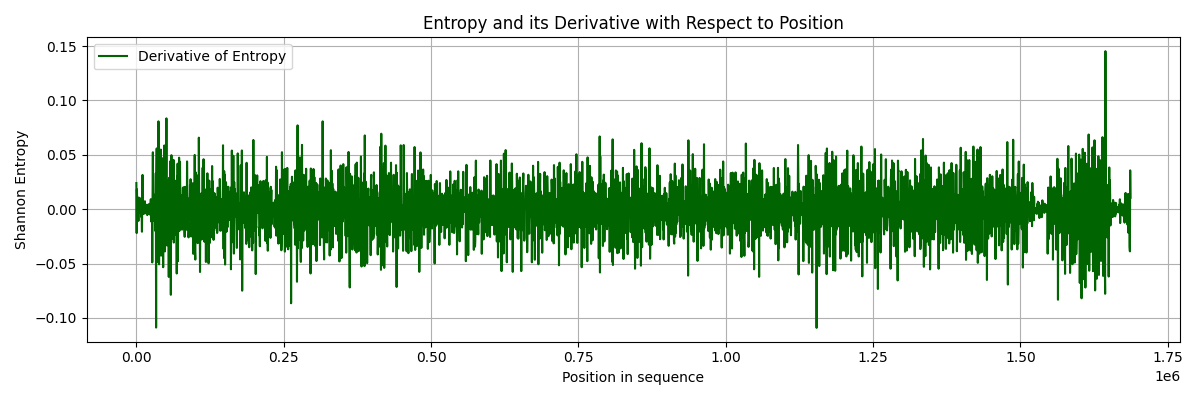 Entropy and its Derivative with Respect to Position
Derivative of Entropy
Shannon Entropy
0.15
0.10
0.05
0.00
−0.05
−0.10
0.00 0.25 0.50 0.75 1.00 1.25 1.50 1.75
1e6
Position in sequence